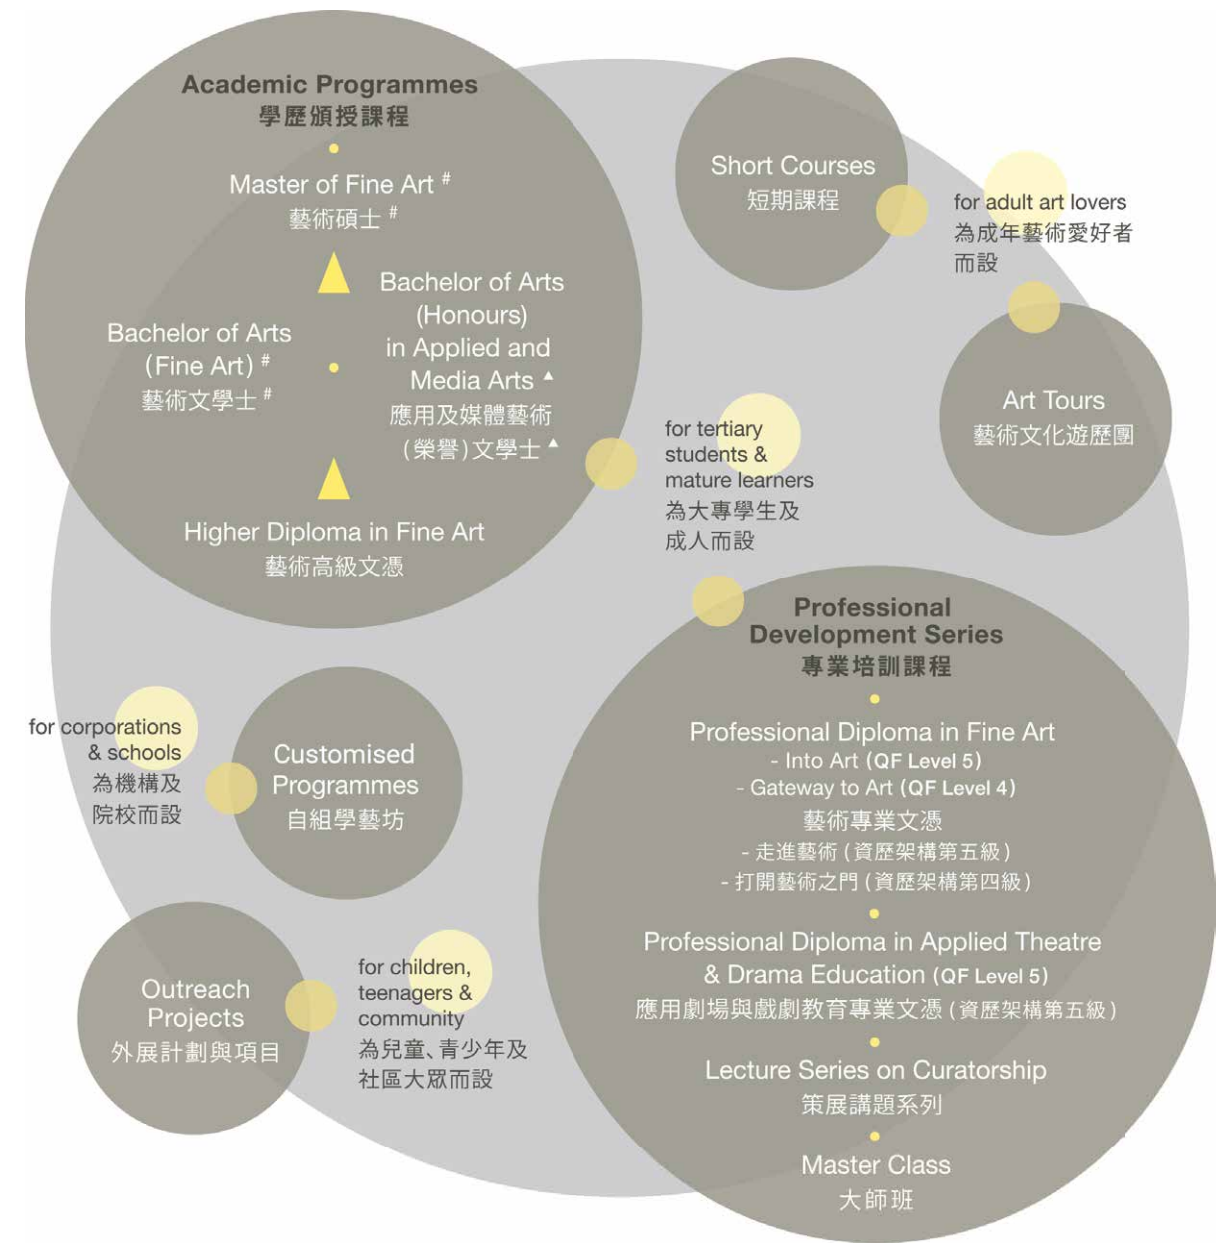 Academic Programmes
學歷頒授課程
Master of Fine Art #
藝術碩士 #
Bachelor of Arts
(Fine Art) #
藝術文學士 #
Bachelor of Arts
(Honours)
in Applied and
Media Arts ▲
應用及媒體藝術
(榮譽)文學士 ▲
Higher Diploma in Fine Art
藝術高級文憑
Short Courses
短期課程
for adult art lovers
為成年藝術愛好者
而設
Art Tours
藝術文化遊歷團
for tertiary
students &
mature learners
為大專學生及
成人而設
Professional
Development Series
專業培訓課程
Professional Diploma in Fine Art
- Into Art (QF Level 5)
- Gateway to Art (QF Level 4)
藝術專業文憑
- 走進藝術 (資歷架構第五級)
- 打開藝術之門 (資歷架構第四級)
Professional Diploma in Applied Theatre
& Drama Education (QF Level 5)
應用劇場與戲劇教育專業文憑 (資歷架構第五級)
Lecture Series on Curatorship
策展講題系列
Master Class
大師班
for corporations
& schools
為機構及
院校而設
Customised
Programmes
自組學藝坊
Outreach
Projects
外展計劃與項目
for children,
teenagers &
community
為兒童、青少年及
社區大眾而設